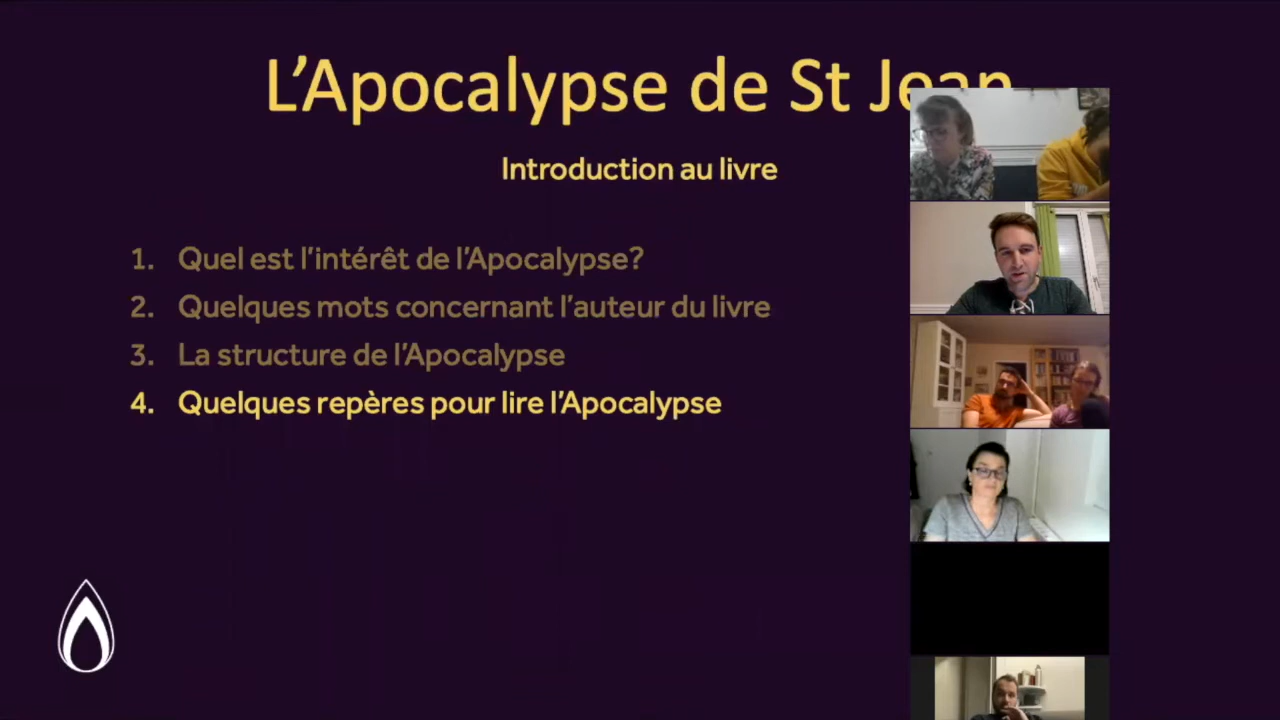 L'Apocalypse de St Jean
Introduction au livre
1. Quel est l'intérêt de l'Apocalypse?
2. Quelques mots concernant l'auteur du livre
3. La structure de l'Apocalypse
4. Quelques repères pour lire l'Apocalypse